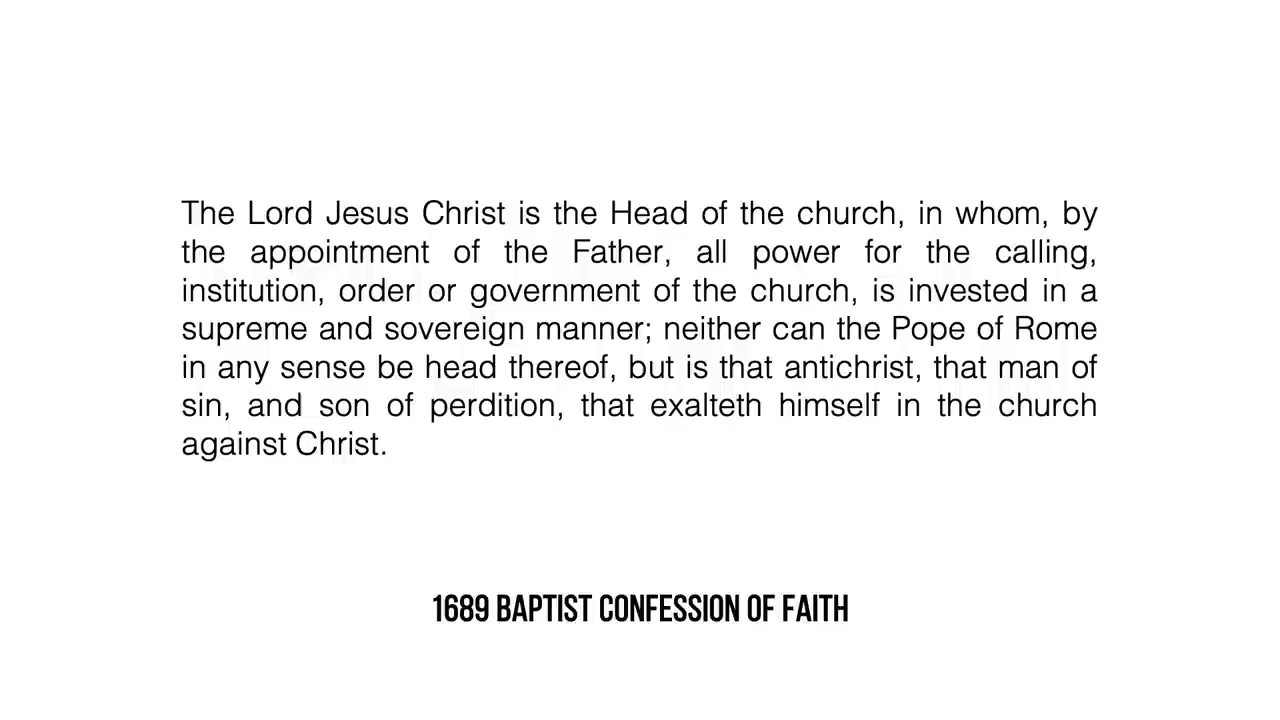 The Lord Jesus Christ is the Head of the church, in whom, by
the appointment of the Father, all power for the calling,
institution, order or government of the church, is invested in a
supreme and sovereign manner; neither can the Pope of Rome
in any sense be head thereof, but is that antichrist, that man of
sin, and son of perdition, that exalteth himself in the church
against Christ.
1689 BAPTIST CONFESSION OF FAITH